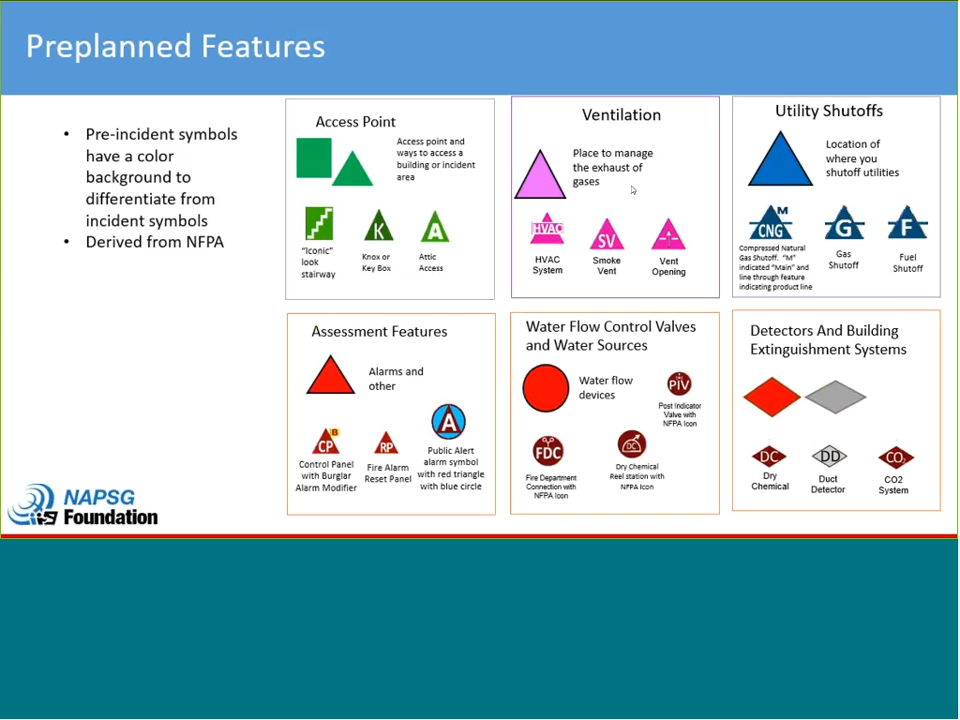 Preplanned Features
• Pre-incident symbols
have a color
background to
differentiate from
incident symbols
• Derived from NFPA
Access Point
Access point and
ways to access a
building or incident
area
K
A
"Iconic"
look
stairway
Knox or
Key Box
Attic
Access
Ventilation
Place to manage
the exhaust of
gases
HVAC
SV
HVAC
System
Smoke
Vent
Vent
Opening
Utility Shutoffs
Location of
where you
shutoff utilities
M
CNG
G
F
Compressed Natural
Gas Shutoff. "M"
indicated "Main" and
line through feature
indicating product line
Gas
Shutoff
Fuel
Shutoff
Assessment Features
Alarms and
other
B
CP
RP
A
Control Panel
with Burglar
Alarm Modifier
Fire Alarm
Reset Panel
Public Alert
alarm symbol
with red triangle
with blue circle
Water Flow Control Valves
and Water Sources
Water flow
devices
PIV
Post Indicator
Valve with
NFPA Icon
FDC
DC
Fire Department
Connection with
NFPA Icon
Dry Chemical
Reel station with
NFPA Icon
Detectors And Building
Extinguishment Systems
DC
DD
CO2
Dry
Chemical
Duct
Detector
CO2
System
NAPSG
Foundation